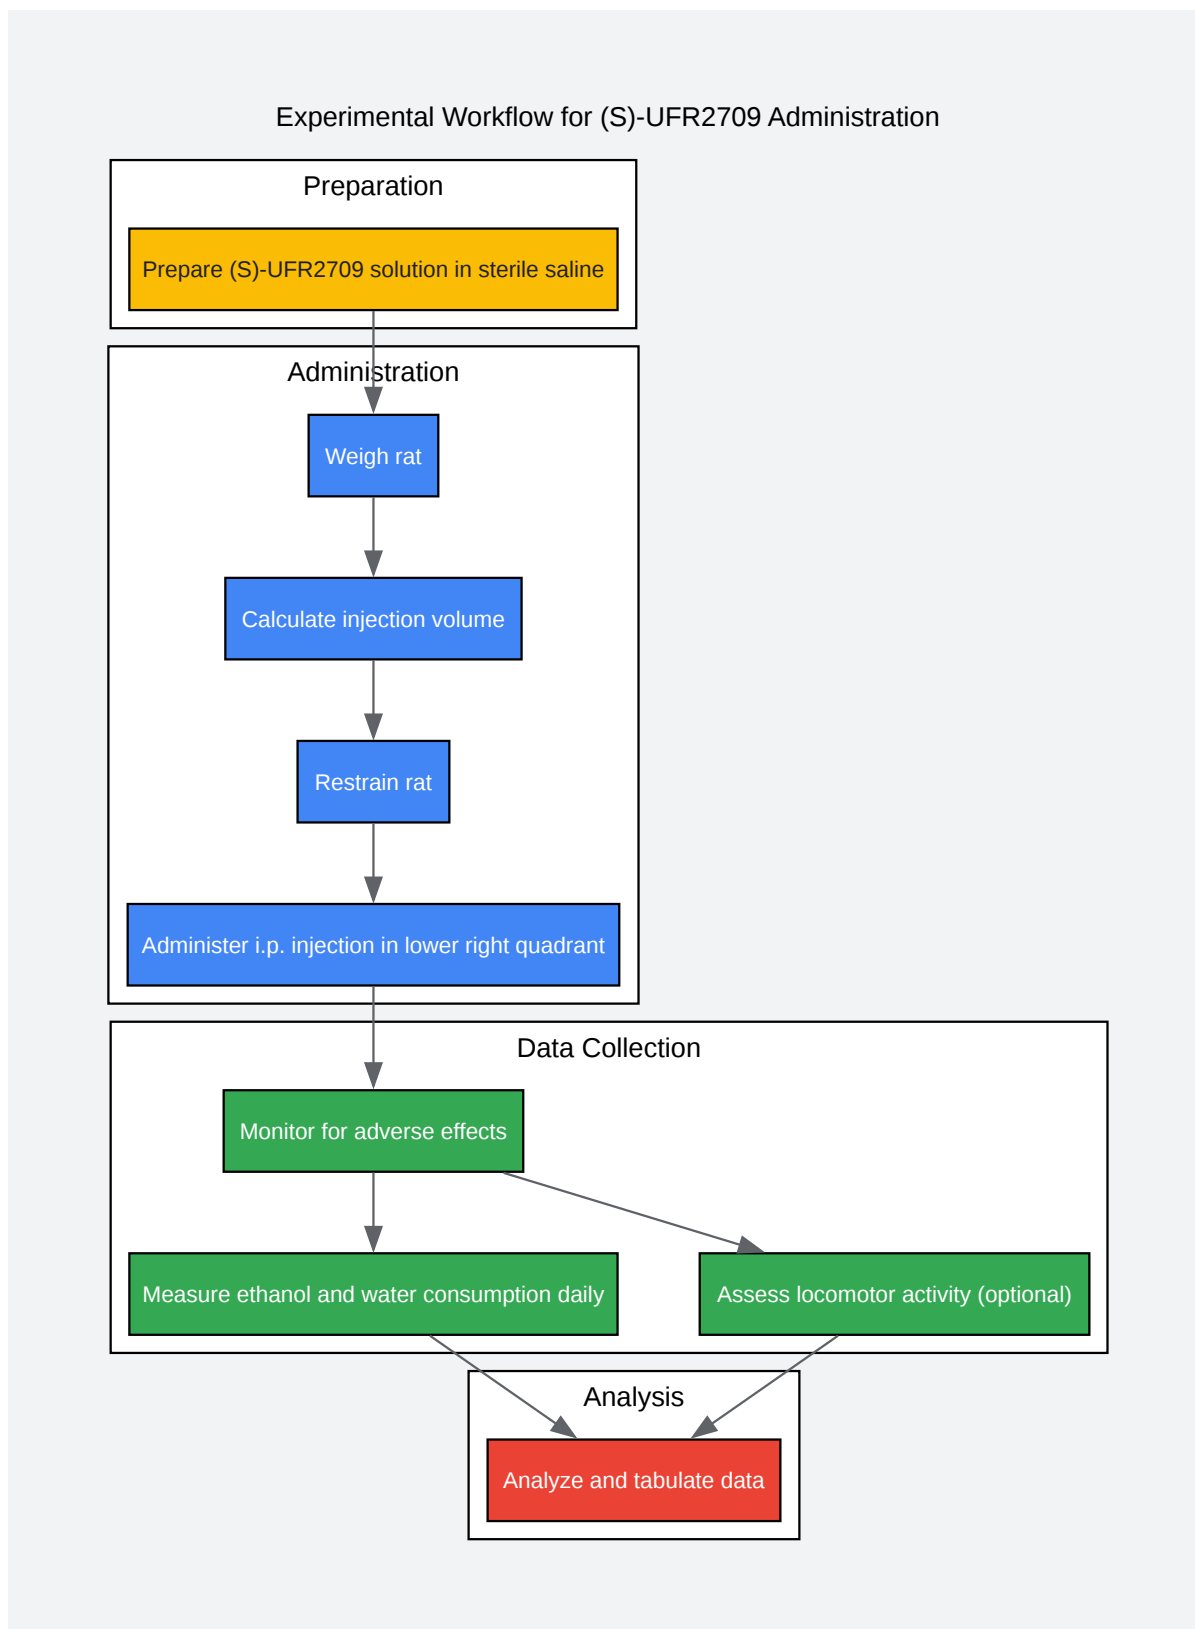 Experimental Workflow for (S)-UFR2709 Administration
Preparation
Prepare (S)-UFR2709 solution in sterile saline
Administration
Weigh rat
Calculate injection volume
Restrain rat
Administer i.p. injection in lower right quadrant
Data Collection
Monitor for adverse effects
Measure ethanol and water consumption daily
Assess locomotor activity (optional)
Analysis
Analyze and tabulate data